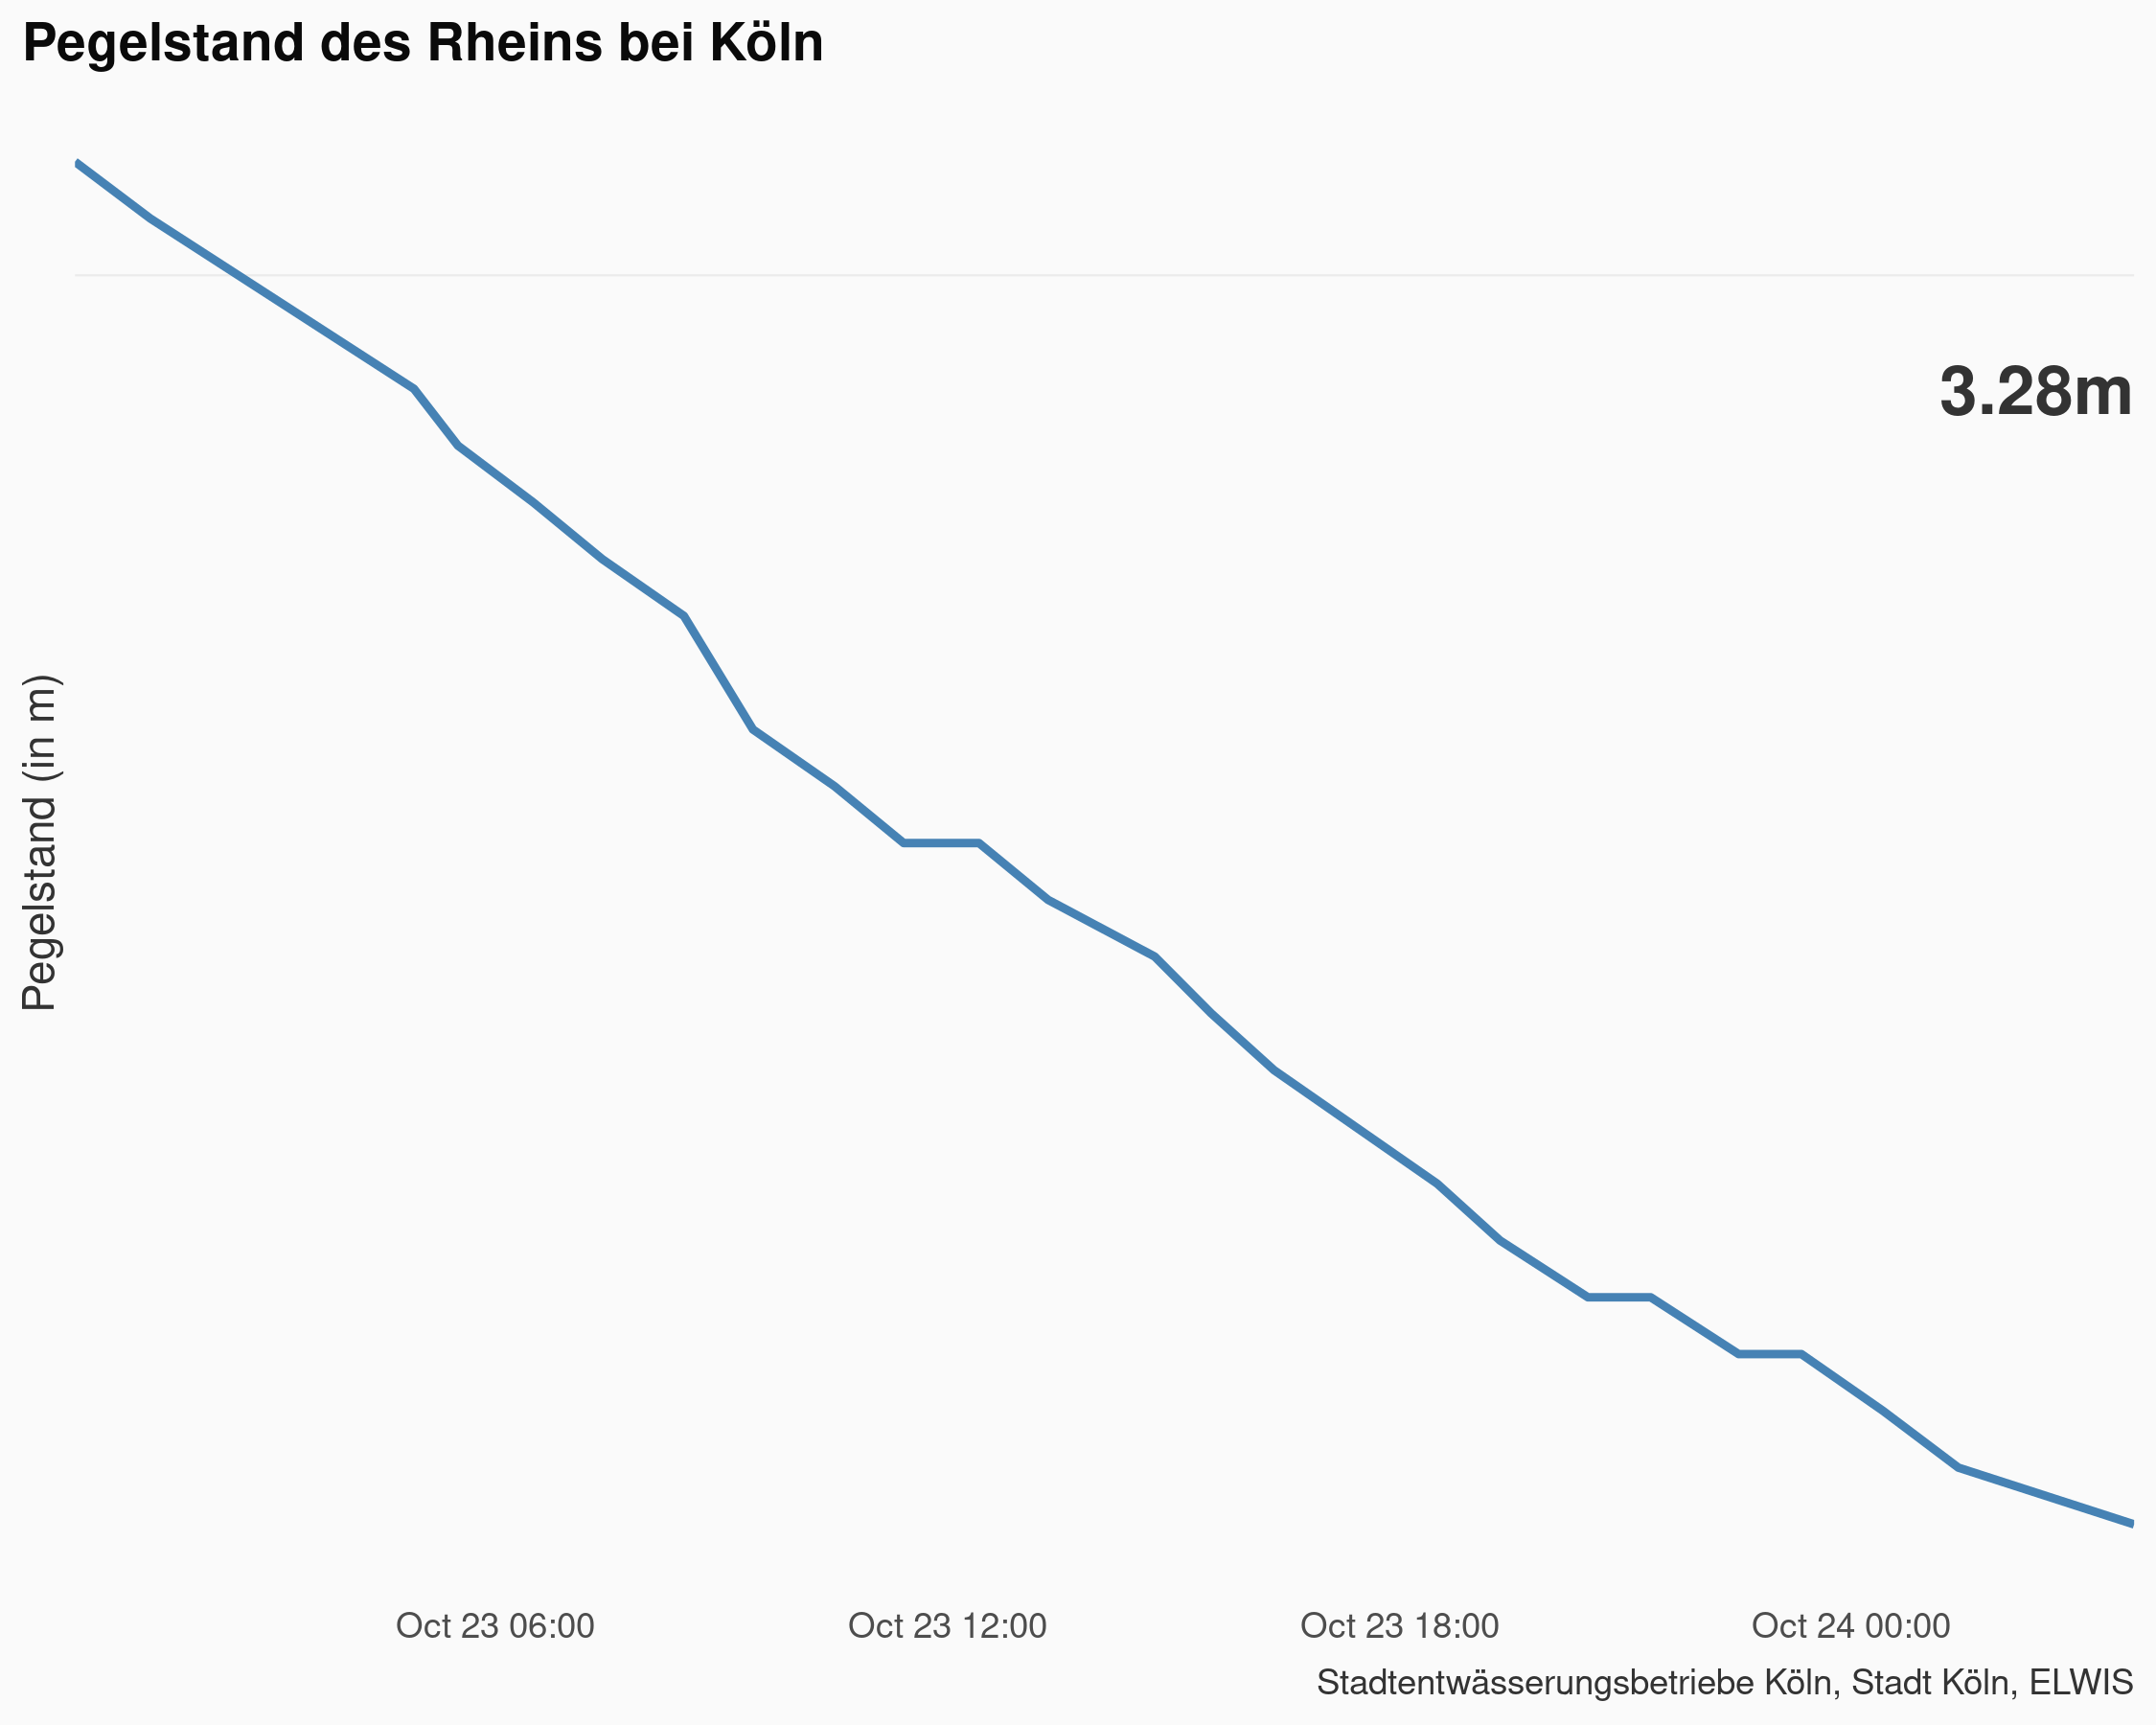 Pegelstand des Rheins bei Köln
3.28m
Pegelstand (in m)
Oct 23 06:00
Oct 23 12:00
Oct 23 18:00
Oct 24 00:00
Stadtentwässerungsbetriebe Köln, Stadt Köln, ELWIS